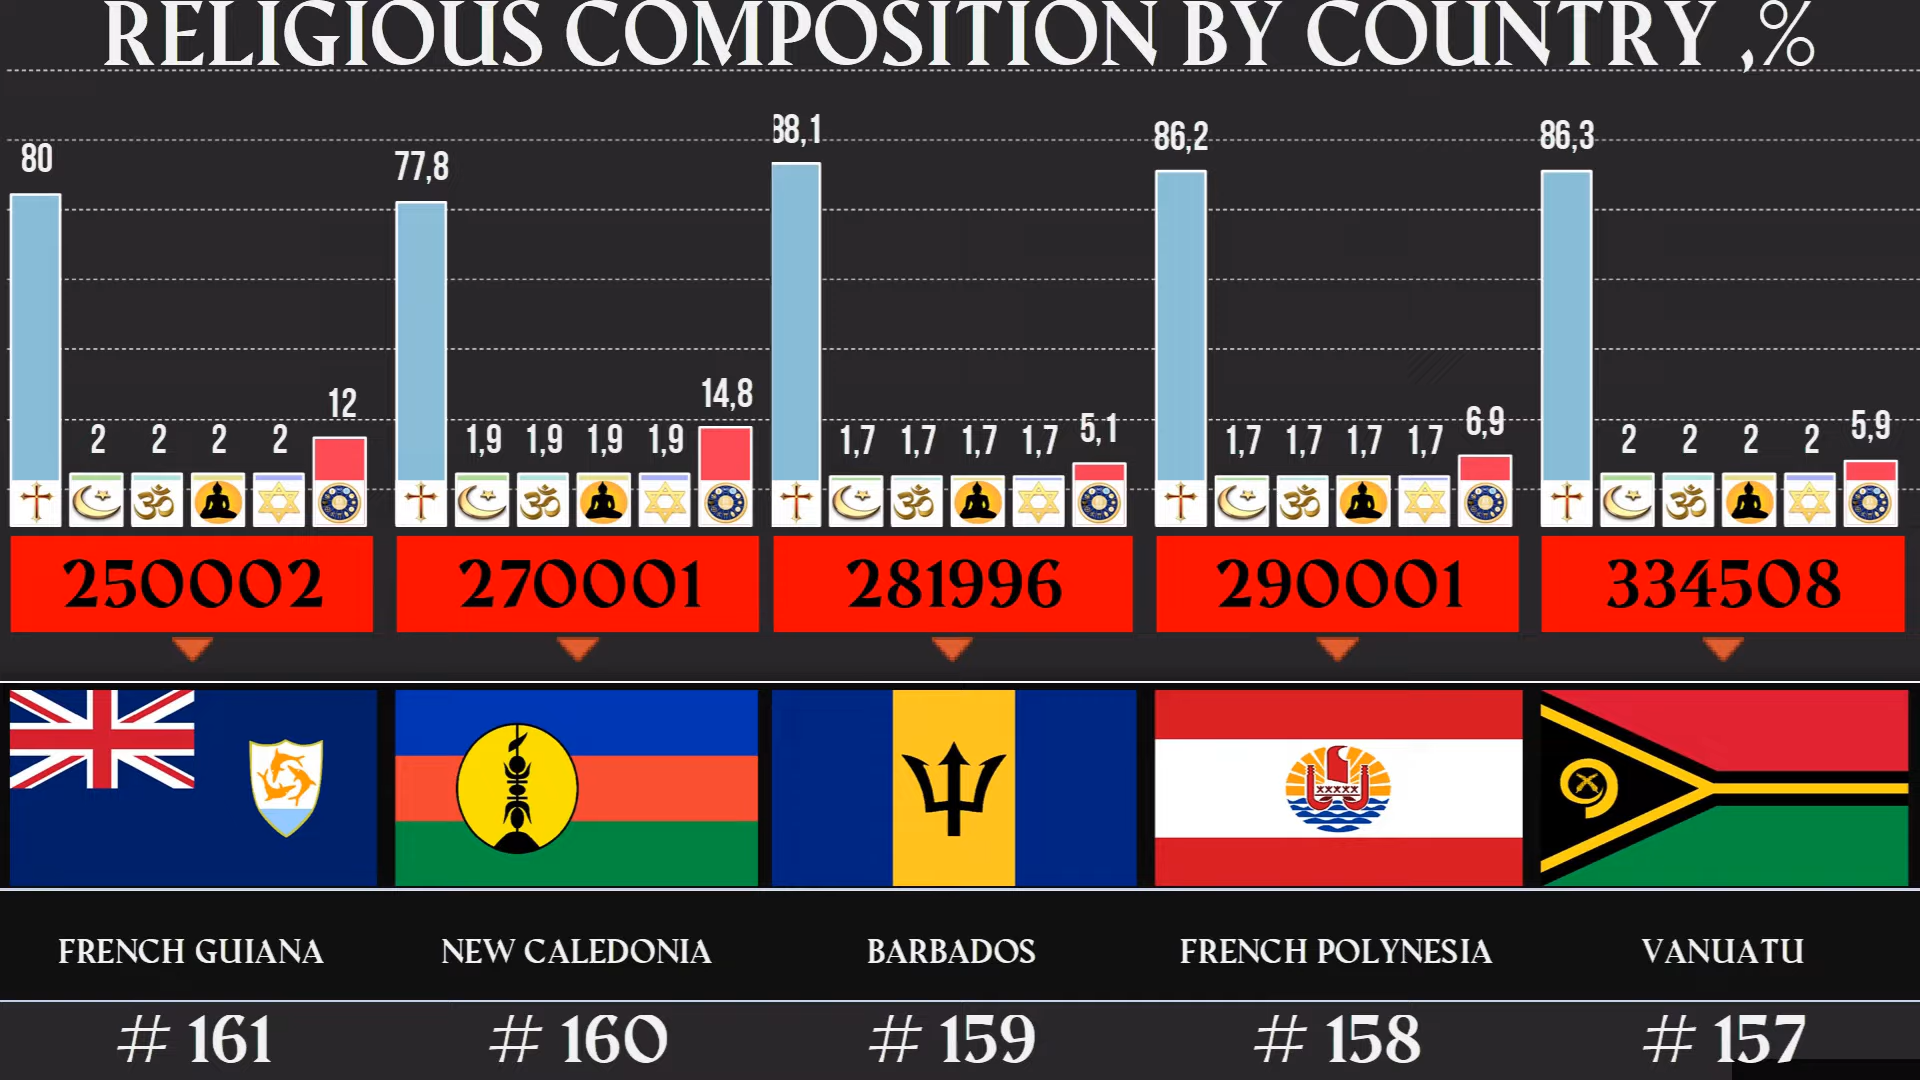 RELIGIOUS COMPOSITION BY COUNTRY ,%
80 2 2 2 2 12
77,8 1,9 1,9 1,9 1,9 14,8
88,1 1,7 1,7 1,7 1,7 5,1
86,2 1,7 1,7 1,7 1,7 6,9
86,3 2 2 2 2 5,9
250002 270001 281996 290001 334508
FRENCH GUIANA NEW CALEDONIA BARBADOS FRENCH POLYNESIA VANUATU
# 161 # 160 # 159 # 158 # 157